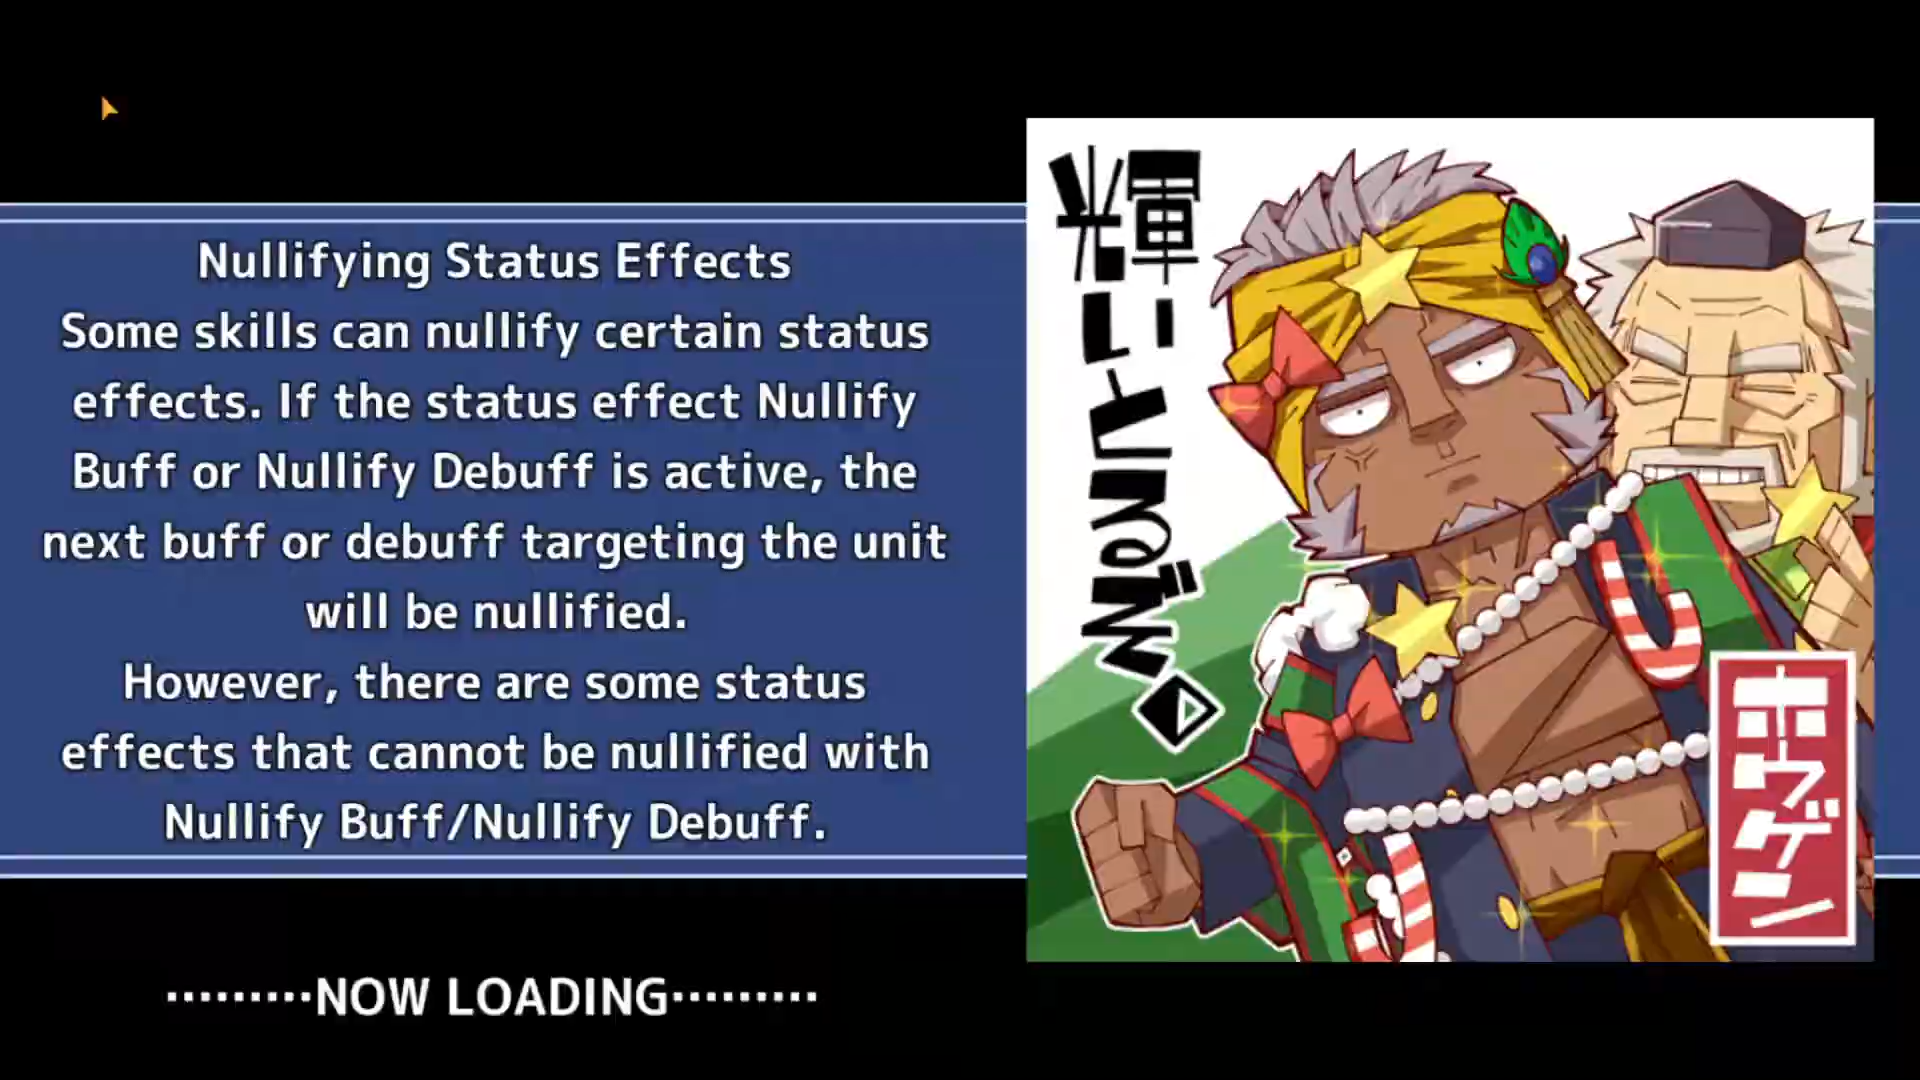 Nullifying Status Effects
Some skills can nullify certain status
effects. If the status effect Nullify
Buff or Nullify Debuff is active, the
next buff or debuff targeting the unit
will be nullified.
However, there are some status
effects that cannot be nullified with
Nullify Buff/Nullify Debuff.
·········NOW LOADING·········
輝いとるのぞ
ホウゲン